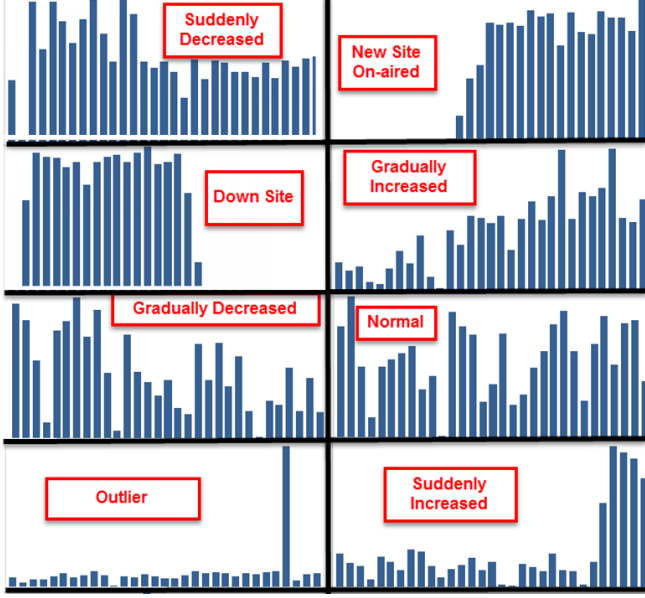 Suddenly
Decreased
New Site
On-aired
Down Site
Gradually
Increased
Gradually Decreased
Normal
Outlier
Suddenly
Increased